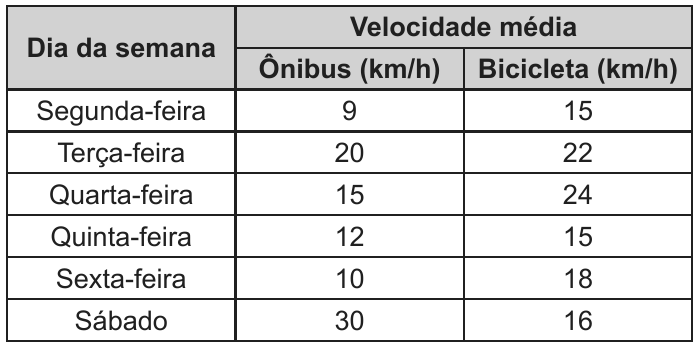 Dia da semana
Velocidade média
Ônibus (km/h) Bicicleta (km/h)
Segunda-feira 9 15
Terça-feira 20 22
Quarta-feira 15 24
Quinta-feira 12 15
Sexta-feira 10 18
Sábado 30 16